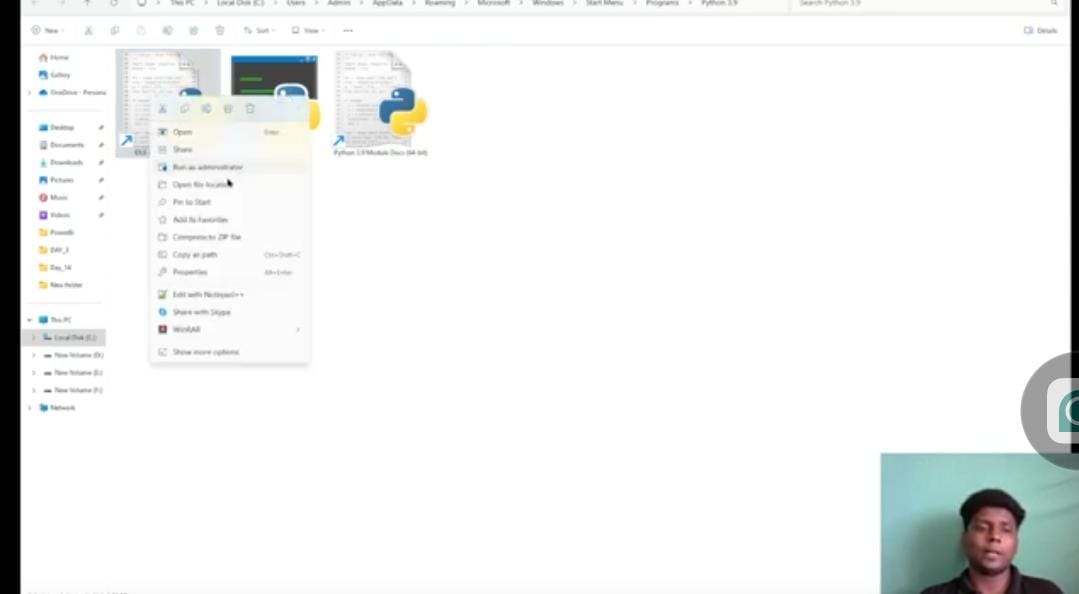 This PC > Local Disk (C:) > Users > Admin > AppData > Roaming > Microsoft > Windows > Start Menu > Programs > Python 3.9
Search Python 3.9
New
Sort
View
Details
Home
Gallery
OneDrive - Persona
Desktop
Documents
Downloads
Pictures
Music
Videos
DAY_3
Day_14
New folder
This PC
Local Disk (C:)
New Volume (D:)
New Volume (E:)
New Volume (F:)
Network
Python 3.9 Module Docs (64-bit)
Open Enter
Share
Run as administrator
Open file location
Pin to Start
Add to Favorites
Compress to ZIP file
Copy as path Ctrl+Shift+C
Properties Alt+Enter
Edit with Notepad++
Share with Skype
WinRAR
Show more options